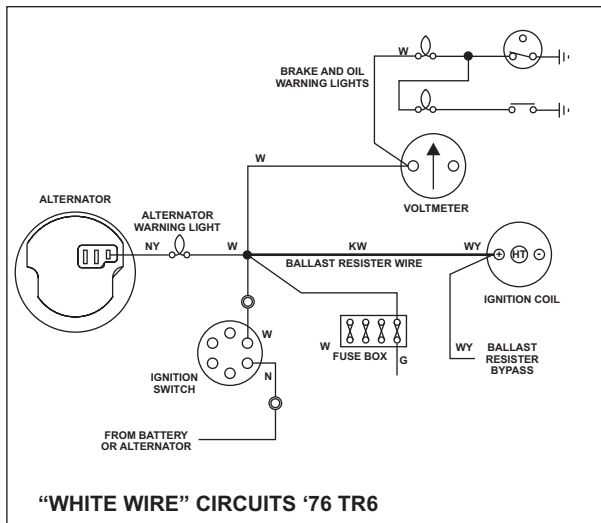 W
BRAKE AND OIL
WARNING LIGHTS
W
VOLTMETER
ALTERNATOR
ALTERNATOR
WARNING LIGHT
NY
W
KW
WY
BALLAST RESISTER WIRE
+ HT -
IGNITION COIL
W
W
FUSE BOX
G
WY
BALLAST
RESISTER
BYPASS
IGNITION
SWITCH
N
FROM BATTERY
OR ALTERNATOR
“WHITE WIRE” CIRCUITS ‘76 TR6